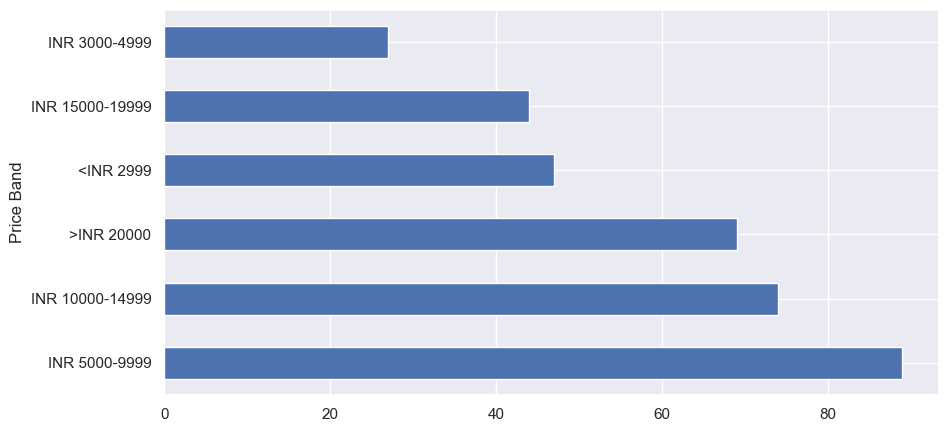 Price Band
INR 3000-4999
INR 15000-19999
<INR 2999
>INR 20000
INR 10000-14999
INR 5000-9999
0 20 40 60 80